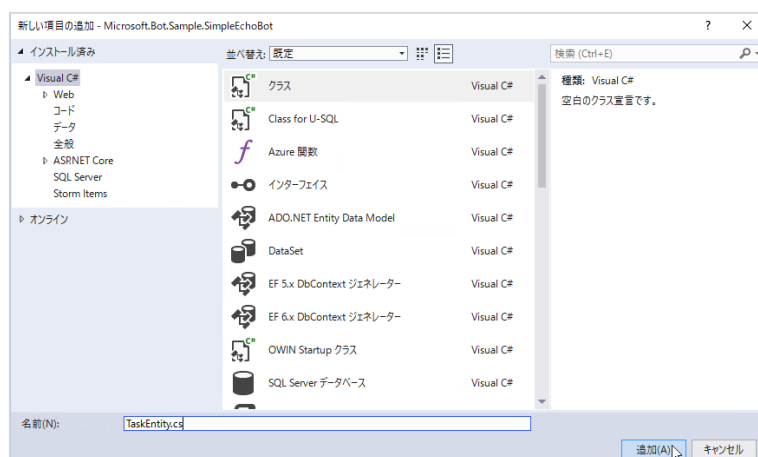 新しい項目の追加 - Microsoft.Bot.Sample.SimpleEchoBot
インストール済み
並べ替え: 既定
検索 (Ctrl+E)
Visual C#
Web
コード
データ
全般
ASP.NET Core
SQL Server
Storm Items
オンライン
クラス Visual C#
Class for U-SQL Visual C#
Azure 関数 Visual C#
インターフェイス Visual C#
ADO.NET Entity Data Model Visual C#
DataSet Visual C#
EF 5.x DbContext ジェネレーター Visual C#
EF 6.x DbContext ジェネレーター Visual C#
OWIN Startup クラス Visual C#
SQL Server データベース Visual C#
種類: Visual C#
空白のクラス宣言です。
名前(N): TaskEntity.cs
追加(A) キャンセル